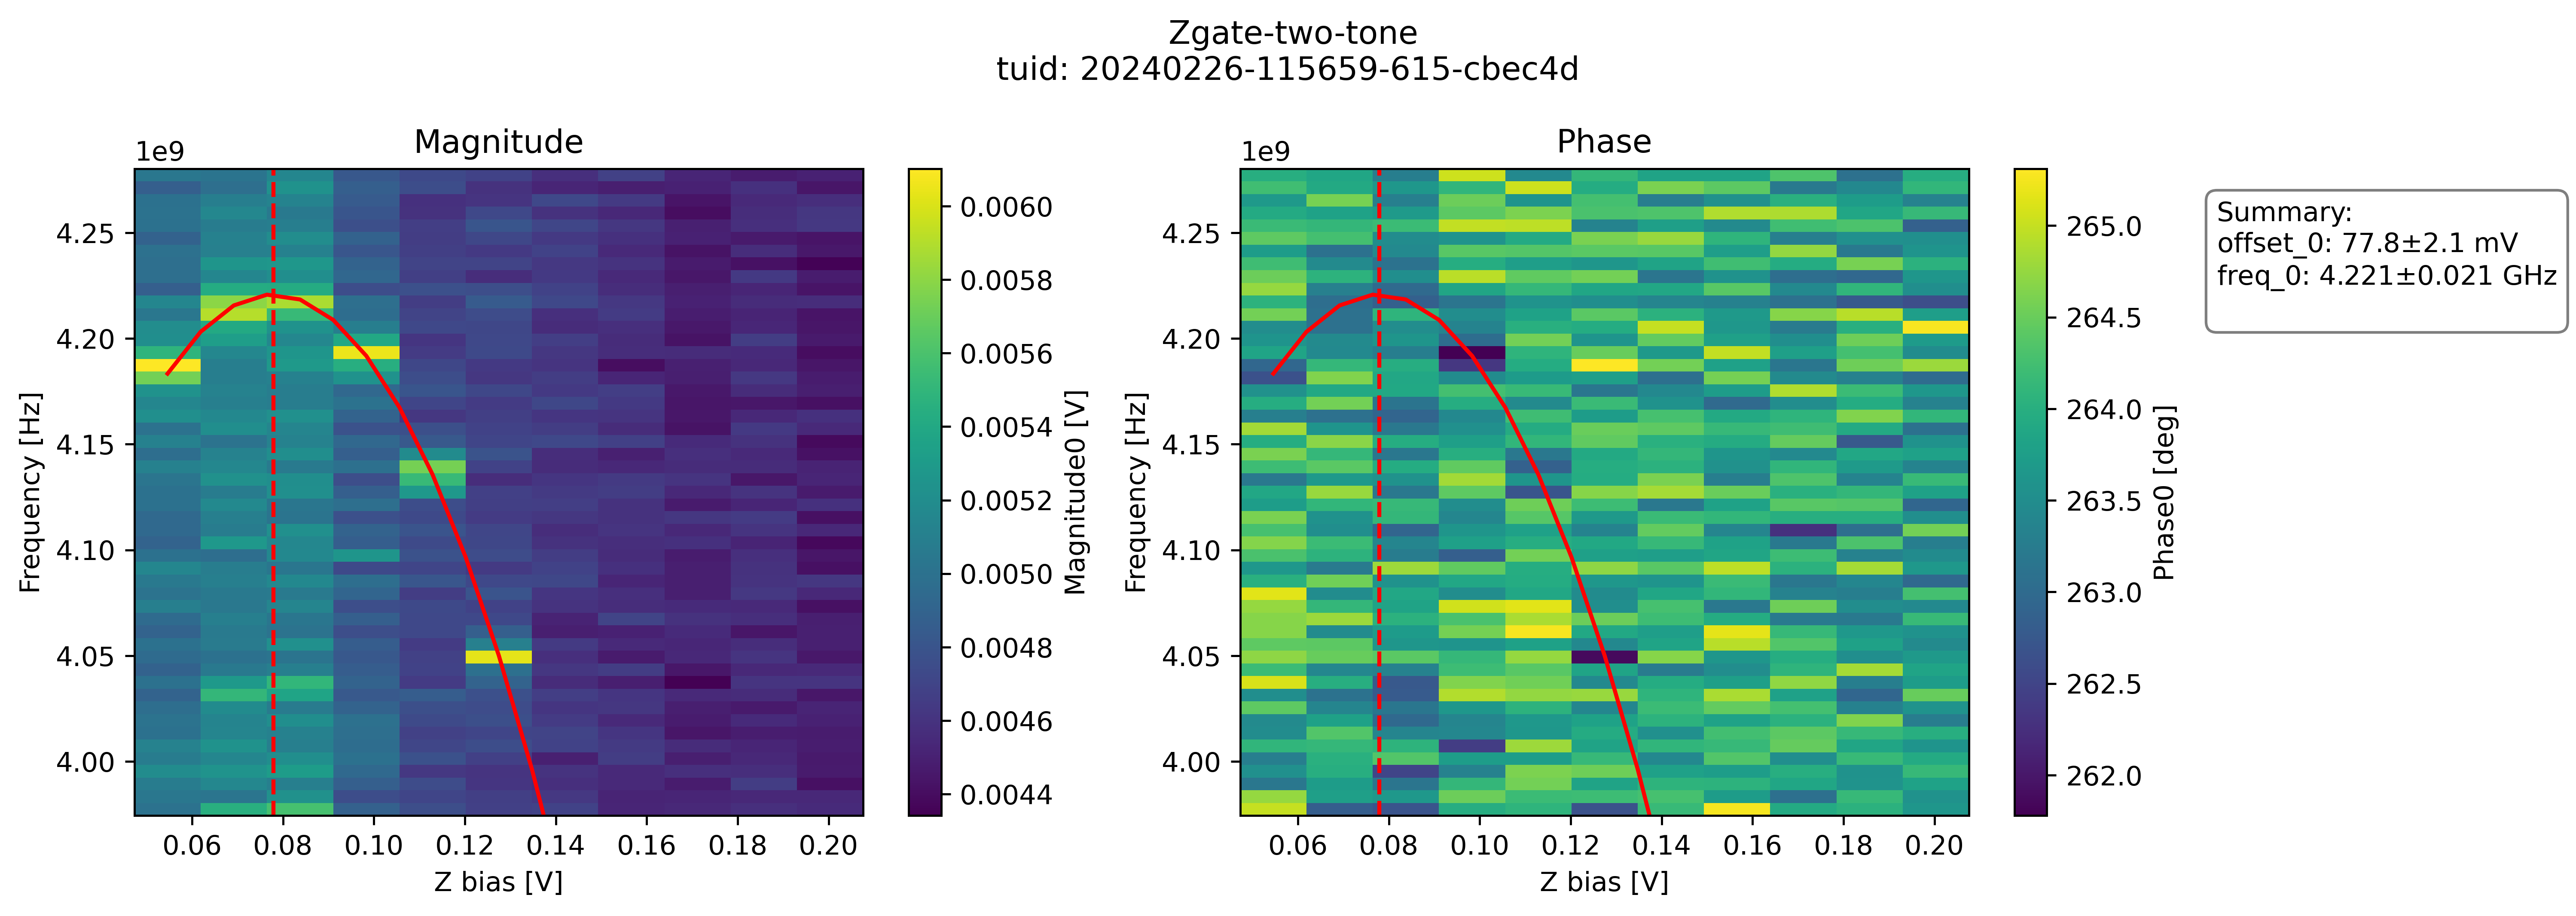 Zgate-two-tone
tuid: 20240226-115659-615-cbec4d
Magnitude
1e9
4.25
4.20
4.15
4.10
4.05
4.00
Frequency [Hz]
0.06 0.08 0.10 0.12 0.14 0.16 0.18 0.20
Z bias [V]
0.0060
0.0058
0.0056
0.0054
0.0052
0.0050
0.0048
0.0046
0.0044
Magnitude0 [V]
Phase
1e9
4.25
4.20
4.15
4.10
4.05
4.00
Frequency [Hz]
0.06 0.08 0.10 0.12 0.14 0.16 0.18 0.20
Z bias [V]
265.0
264.5
264.0
263.5
263.0
262.5
262.0
Phase0 [deg]
Summary:
offset_0: 77.8±2.1 mV
freq_0: 4.221±0.021 GHz